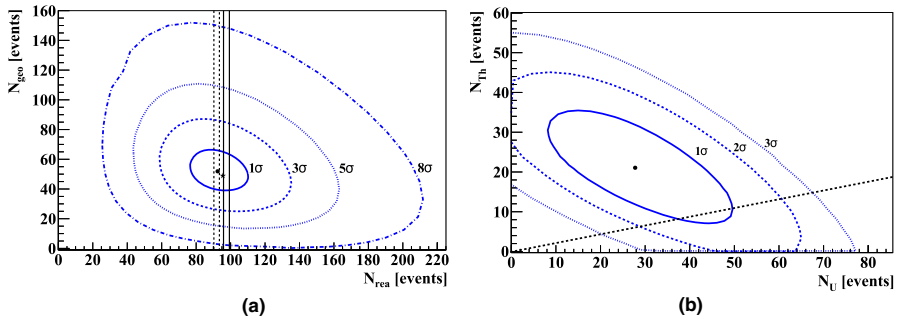 N_geo [events]
160
140
120
100
80
60
40
20
0
1σ
3σ
5σ
8σ
0 20 40 60 80 100 120 140 160 180 200 220
N_rea [events]
(a)
N_Th [events]
60
50
40
30
20
10
0
1σ
2σ
3σ
0 10 20 30 40 50 60 70 80
N_U [events]
(b)